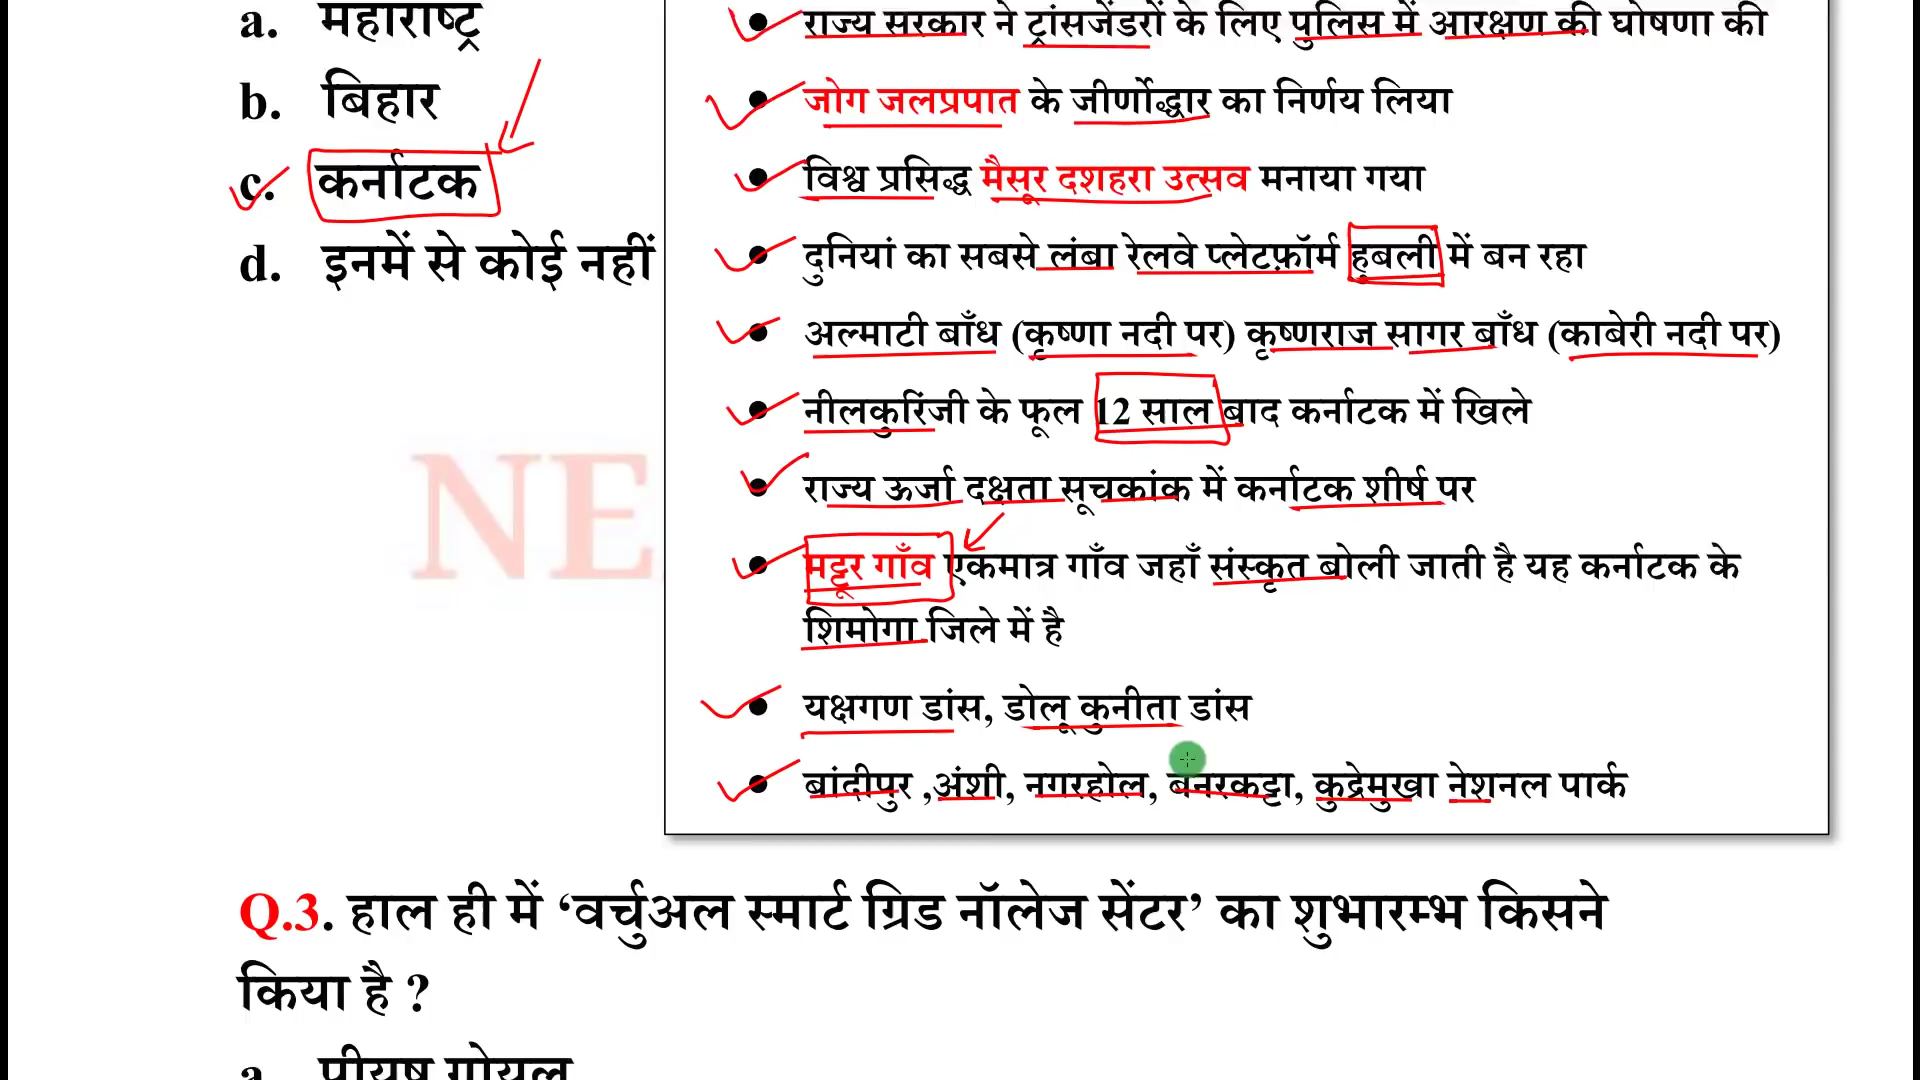 a. महाराष्ट्र
b. बिहार
c. कर्नाटक
d. इनमें से कोई नहीं
• राज्य सरकार ने ट्रांसजेंडरों के लिए पुलिस में आरक्षण की घोषणा की
• जोग जलप्रपात के जीर्णोद्धार का निर्णय लिया
• विश्व प्रसिद्ध मैसूर दशहरा उत्सव मनाया गया
• दुनियां का सबसे लंबा रेलवे प्लेटफ़ॉर्म हुबली में बन रहा
• अल्माटी बाँध (कृष्णा नदी पर) कृष्णराज सागर बाँध (काबेरी नदी पर)
• नीलकुरिंजी के फूल 12 साल बाद कर्नाटक में खिले
• राज्य ऊर्जा दक्षता सूचकांक में कर्नाटक शीर्ष पर
• मट्टूर गाँव एकमात्र गाँव जहाँ संस्कृत बोली जाती है यह कर्नाटक के
शिमोगा जिले में है
• यक्षगण डांस, डोलू कुनीता डांस
• बांदीपुर ,अंशी, नगरहोल, बनरकट्टा, कुद्रेमुखा नेशनल पार्क
NE
Q.3. हाल ही में ‘वर्चुअल स्मार्ट ग्रिड नॉलेज सेंटर’ का शुभारम्भ किसने
किया है ?
a. पीयूष गोयल